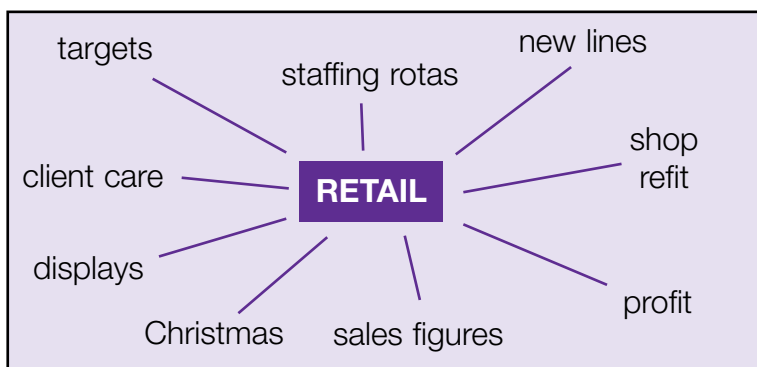 targets
staffing rotas
new lines
client care
RETAIL
shop
refit
displays
Christmas
sales figures
profit